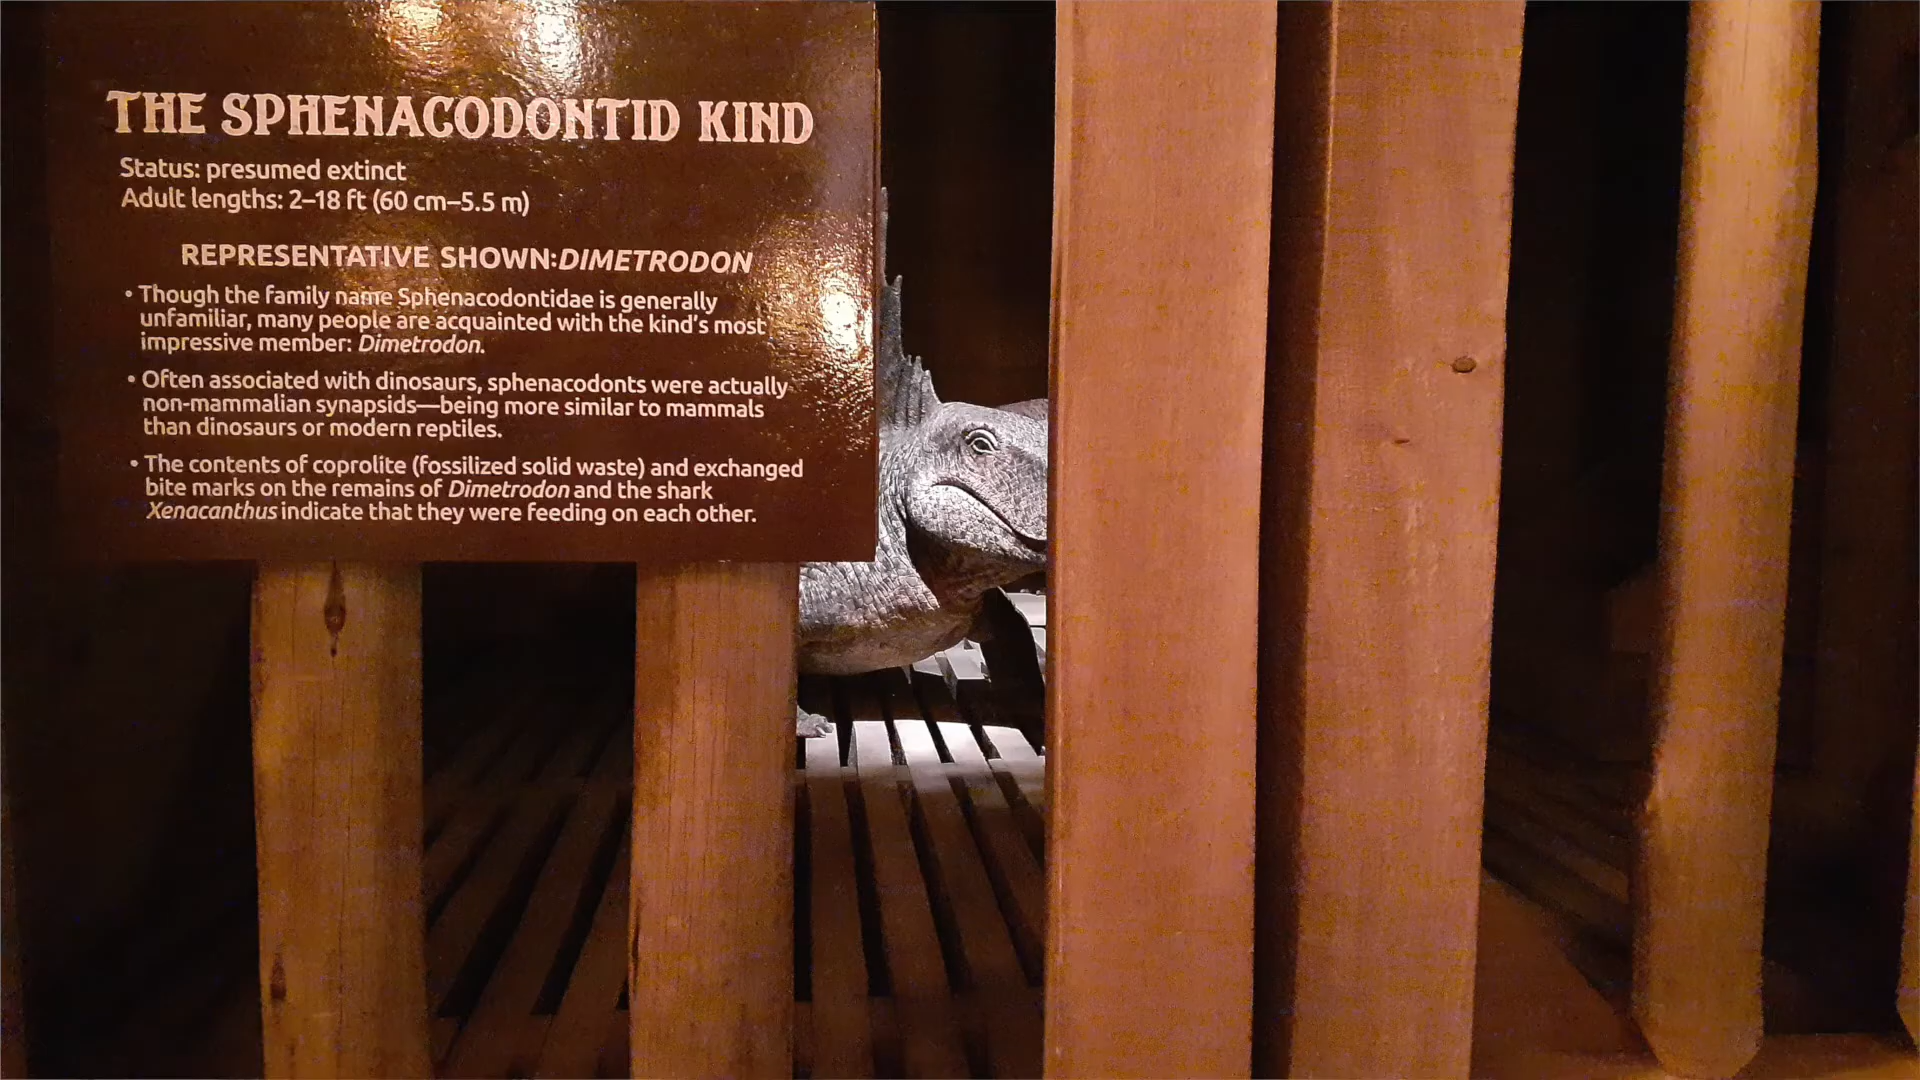 THE SPHENACODONTID KIND
Status: presumed extinct
Adult lengths: 2–18 ft (60 cm–5.5 m)
REPRESENTATIVE SHOWN: DIMETRODON
• Though the family name Sphenacodontidae is generally
unfamiliar, many people are acquainted with the kind's most
impressive member: Dimetrodon.
• Often associated with dinosaurs, sphenacodonts were actually
non-mammalian synapsids—being more similar to mammals
than dinosaurs or modern reptiles.
• The contents of coprolite (fossilized solid waste) and exchanged
bite marks on the remains of Dimetrodon and the shark
Xenacanthus indicate that they were feeding on each other.